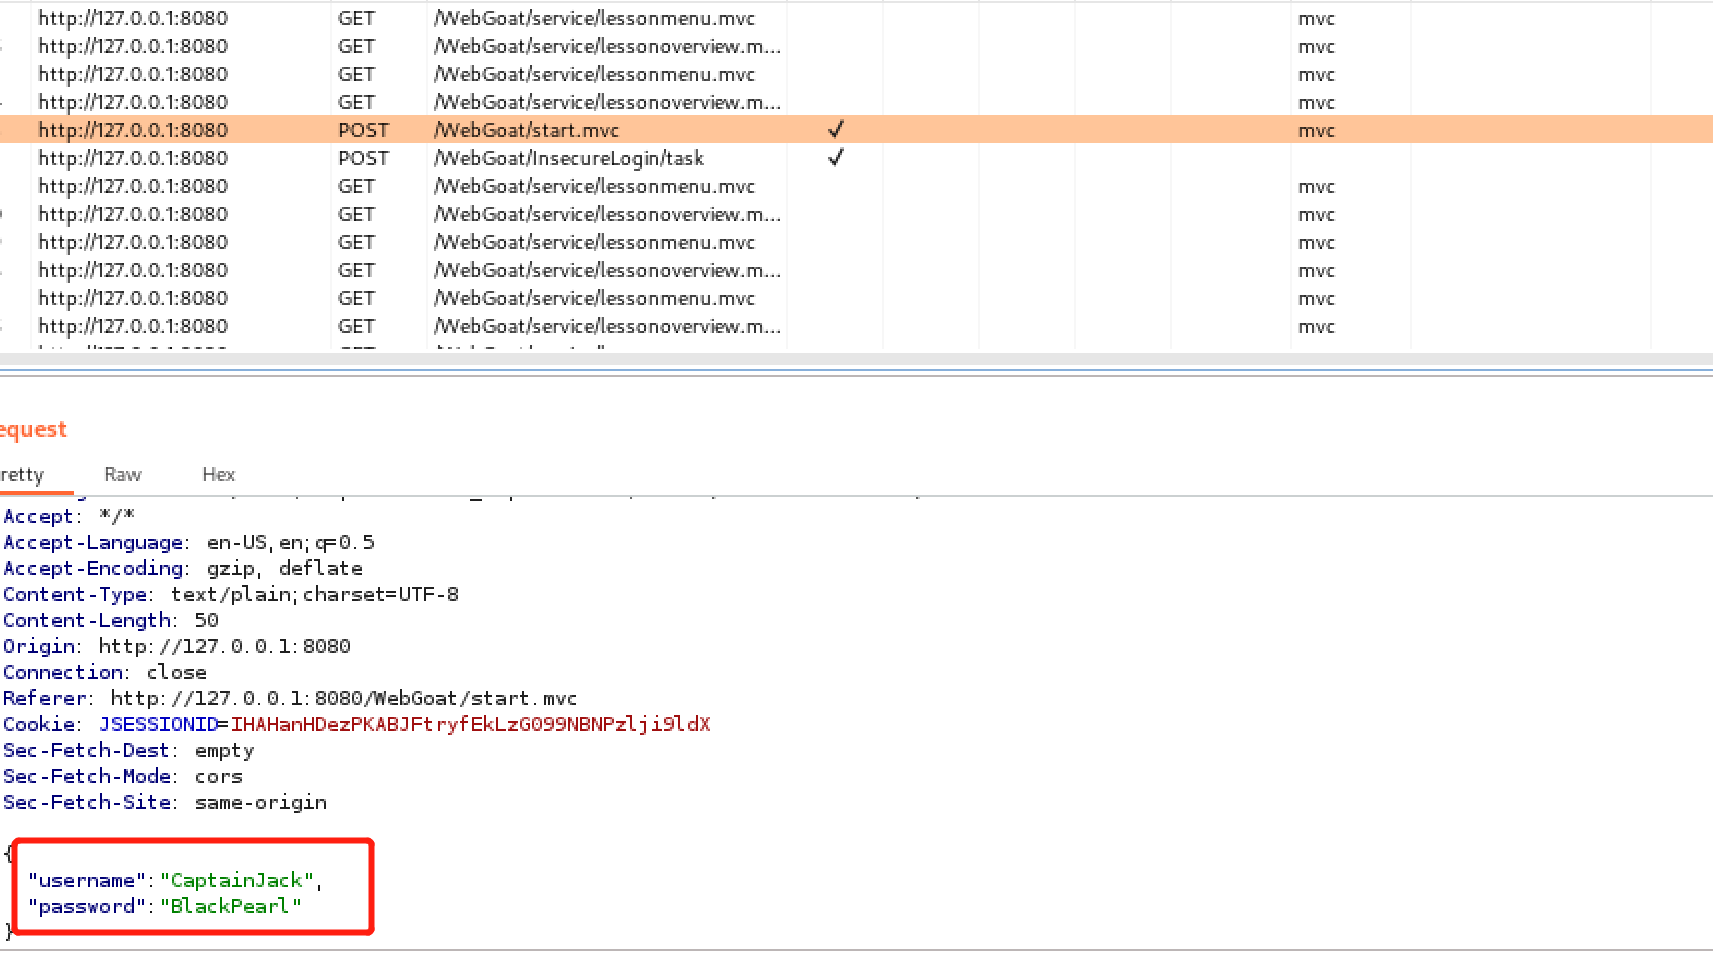 http://127.0.0.1:8080 GET /WebGoat/service/lessonmenu.mvc mvc
http://127.0.0.1:8080 GET /WebGoat/service/lessonoverview.m... mvc
http://127.0.0.1:8080 GET /WebGoat/service/lessonmenu.mvc mvc
http://127.0.0.1:8080 GET /WebGoat/service/lessonoverview.m... mvc
http://127.0.0.1:8080 POST /WebGoat/start.mvc ✓ mvc
http://127.0.0.1:8080 POST /WebGoat/InsecureLogin/task ✓
http://127.0.0.1:8080 GET /WebGoat/service/lessonmenu.mvc mvc
http://127.0.0.1:8080 GET /WebGoat/service/lessonoverview.m... mvc
http://127.0.0.1:8080 GET /WebGoat/service/lessonmenu.mvc mvc
http://127.0.0.1:8080 GET /WebGoat/service/lessonoverview.m... mvc
http://127.0.0.1:8080 GET /WebGoat/service/lessonmenu.mvc mvc
http://127.0.0.1:8080 GET /WebGoat/service/lessonoverview.m... mvc
equest
retty Raw Hex
Accept: */*
Accept-Language: en-US,en;q=0.5
Accept-Encoding: gzip, deflate
Content-Type: text/plain;charset=UTF-8
Content-Length: 50
Origin: http://127.0.0.1:8080
Connection: close
Referer: http://127.0.0.1:8080/WebGoat/start.mvc
Cookie: JSESSIONID=IHAHanHDezPKABJFtryfEkLzG099NBNPzlji9ldX
Sec-Fetch-Dest: empty
Sec-Fetch-Mode: cors
Sec-Fetch-Site: same-origin
{
"username":"CaptainJack",
"password":"BlackPearl"
}